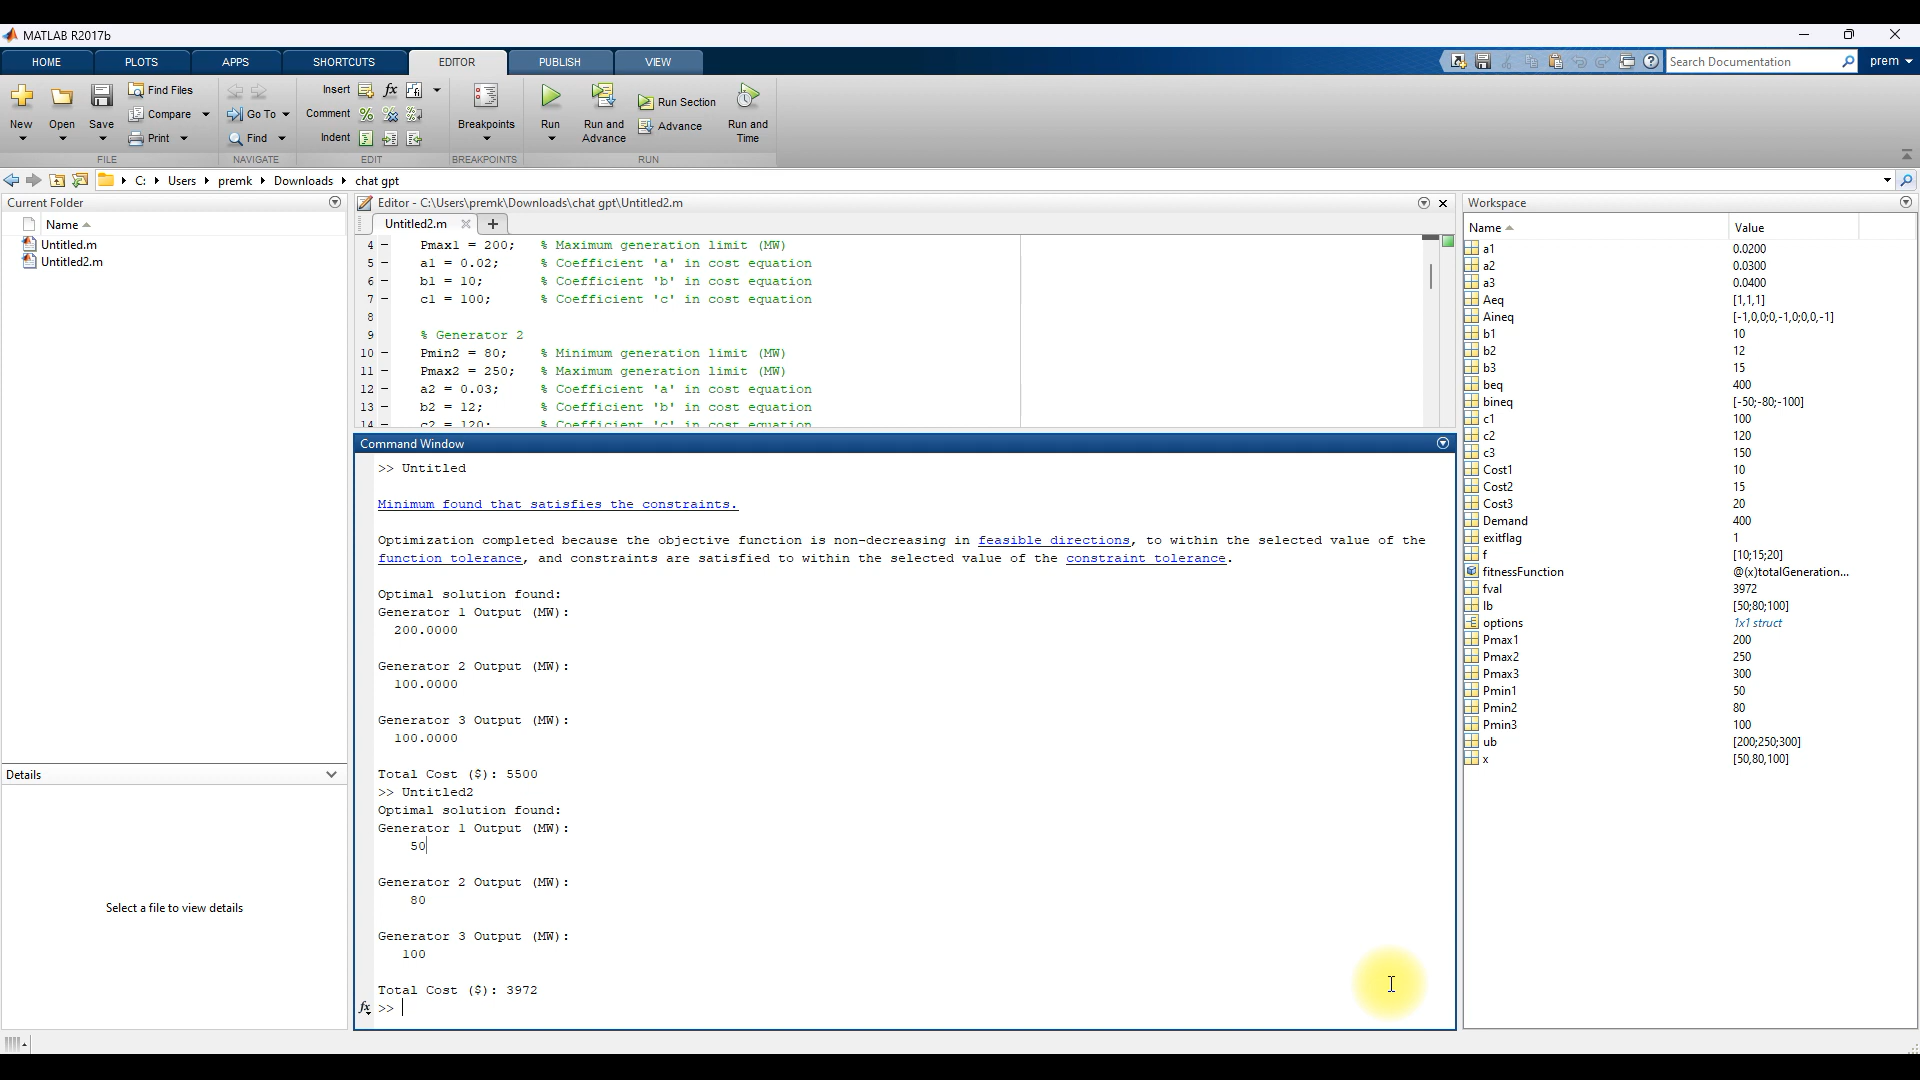 MATLAB R2017b
HOME PLOTS APPS SHORTCUTS EDITOR PUBLISH VIEW
Search Documentation
prem
New
Open
Save
Find Files
Compare
Print
FILE
Go To
Find
NAVIGATE
Insert
Comment
Indent
EDIT
Breakpoints
BREAKPOINTS
Run
Run and
Advance
Run Section
Advance
Run and
Time
RUN
C: Users premk Downloads chat gpt
Current Folder
Name
Untitled.m
Untitled2.m
Details
Select a file to view details
Editor - C:\Users\premk\Downloads\chat gpt\Untitled2.m
Untitled2.m
4 - Pmax1 = 200; % Maximum generation limit (MW)
5 - a1 = 0.02; % Coefficient 'a' in cost equation
6 - b1 = 10; % Coefficient 'b' in cost equation
7 - c1 = 100; % Coefficient 'c' in cost equation
8
9 % Generator 2
10 - Pmin2 = 80; % Minimum generation limit (MW)
11 - Pmax2 = 250; % Maximum generation limit (MW)
12 - a2 = 0.03; % Coefficient 'a' in cost equation
13 - b2 = 12; % Coefficient 'b' in cost equation
14 - c2 = 120; % Coefficient 'c' in cost equation
Command Window
>> Untitled
Minimum found that satisfies the constraints.
Optimization completed because the objective function is non-decreasing in feasible directions, to within the selected value of the
function tolerance, and constraints are satisfied to within the selected value of the constraint tolerance.
Optimal solution found:
Generator 1 Output (MW):
200.0000
Generator 2 Output (MW):
100.0000
Generator 3 Output (MW):
100.0000
Total Cost ($): 5500
>> Untitled2
Optimal solution found:
Generator 1 Output (MW):
50
Generator 2 Output (MW):
80
Generator 3 Output (MW):
100
Total Cost ($): 3972
fx >>
Workspace
Name Value
a1 0.0200
a2 0.0300
a3 0.0400
Aeq [1,1,1]
Aineq [-1,0,0;0,-1,0;0,0,-1]
b1 10
b2 12
b3 15
beq 400
bineq [-50;-80;-100]
c1 100
c2 120
c3 150
Cost1 10
Cost2 15
Cost3 20
Demand 400
exitflag 1
f [10;15;20]
fitnessFunction @(x)totalGeneration...
fval 3972
lb [50;80;100]
options 1x1 struct
Pmax1 200
Pmax2 250
Pmax3 300
Pmin1 50
Pmin2 80
Pmin3 100
ub [200;250;300]
x [50,80,100]